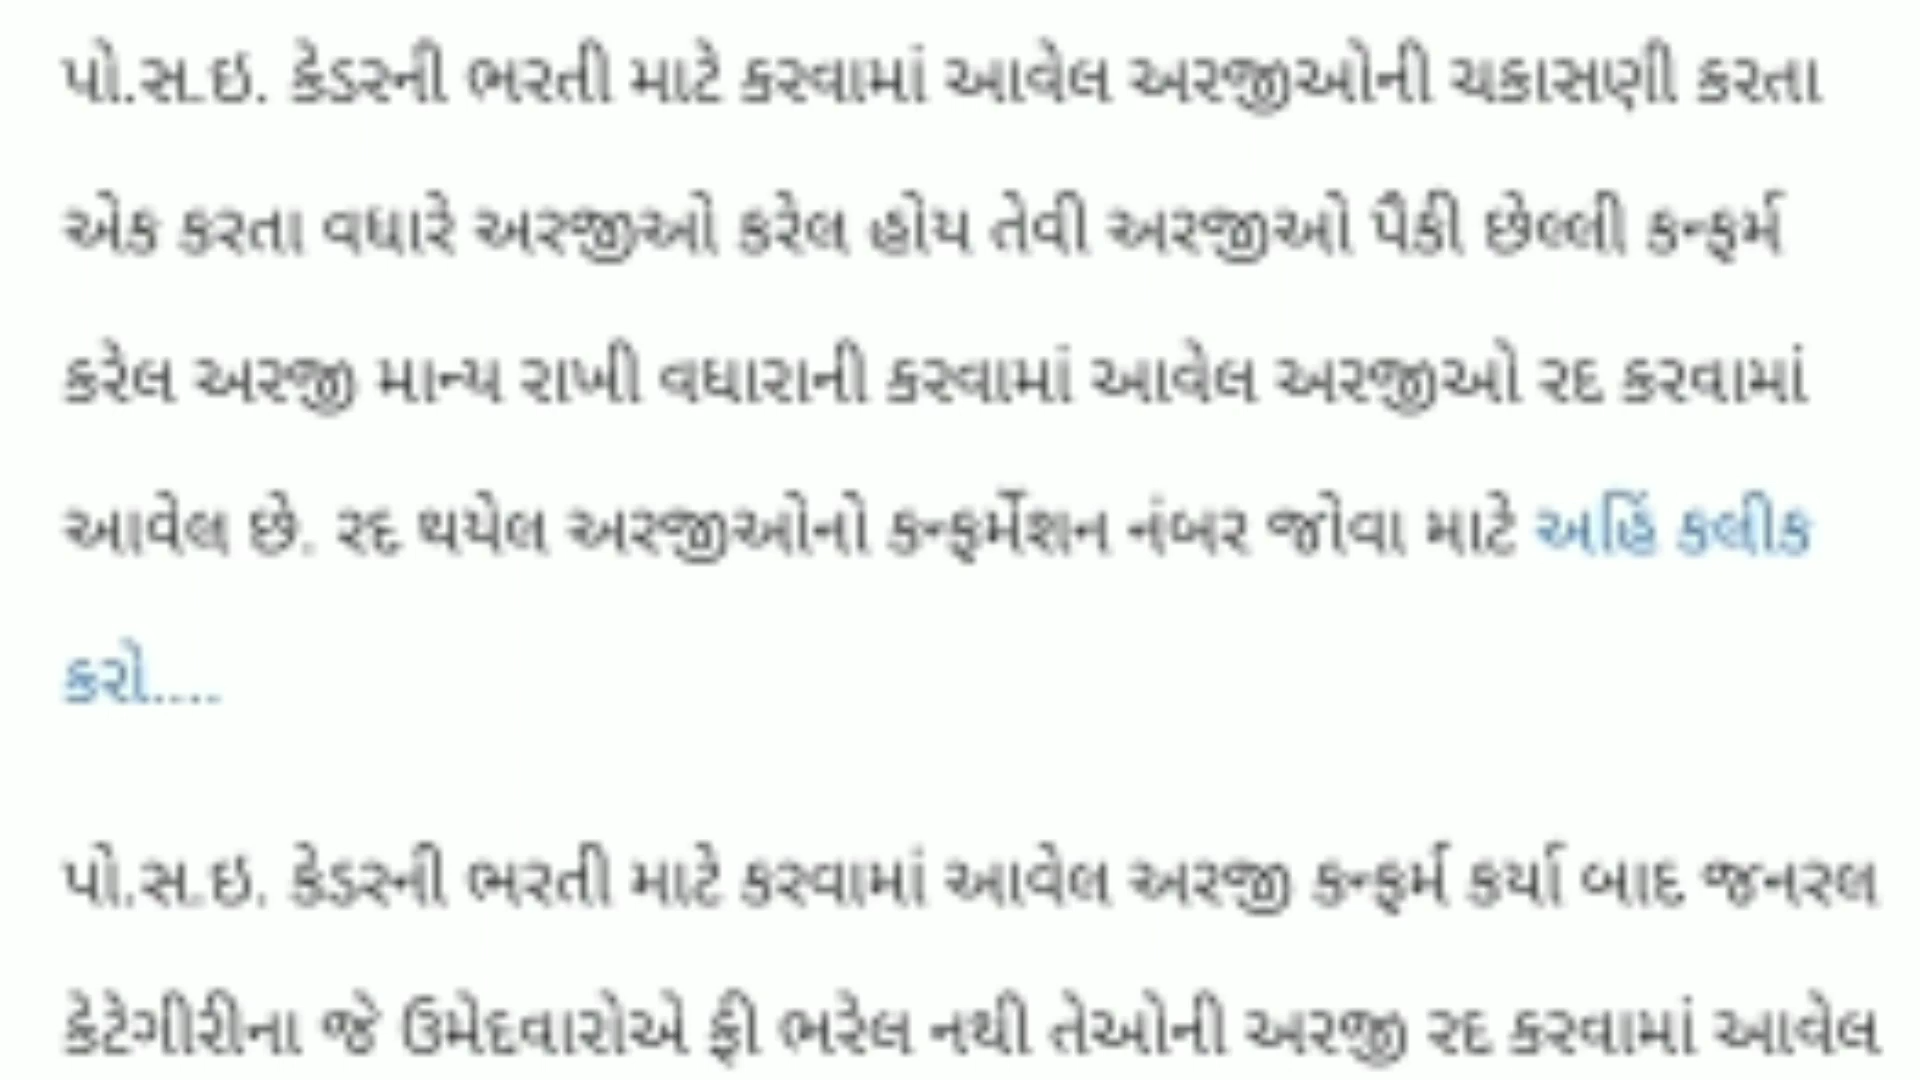 પો.સ.ઇ. કેડરની ભરતી માટે કરવામાં આવેલ અરજીઓની ચકાસણી કરતા
એક કરતા વધારે અરજીઓ કરેલ હોય તેવી અરજીઓ પૈકી છેલ્લી કન્ફર્મ
કરેલ અરજી માન્ય રાખી વધારાની કરવામાં આવેલ અરજીઓ રદ કરવામાં
આવેલ છે. રદ થયેલ અરજીઓનો કન્ફર્મેશન નંબર જોવા માટે અહિં કલીક
કરો.....
પો.સ.ઇ. કેડરની ભરતી માટે કરવામાં આવેલ અરજી કન્ફર્મ કર્યા બાદ જનરલ
કેટેગીરીના જે ઉમેદવારોએ ફી ભરેલ નથી તેઓની અરજી રદ કરવામાં આવેલ